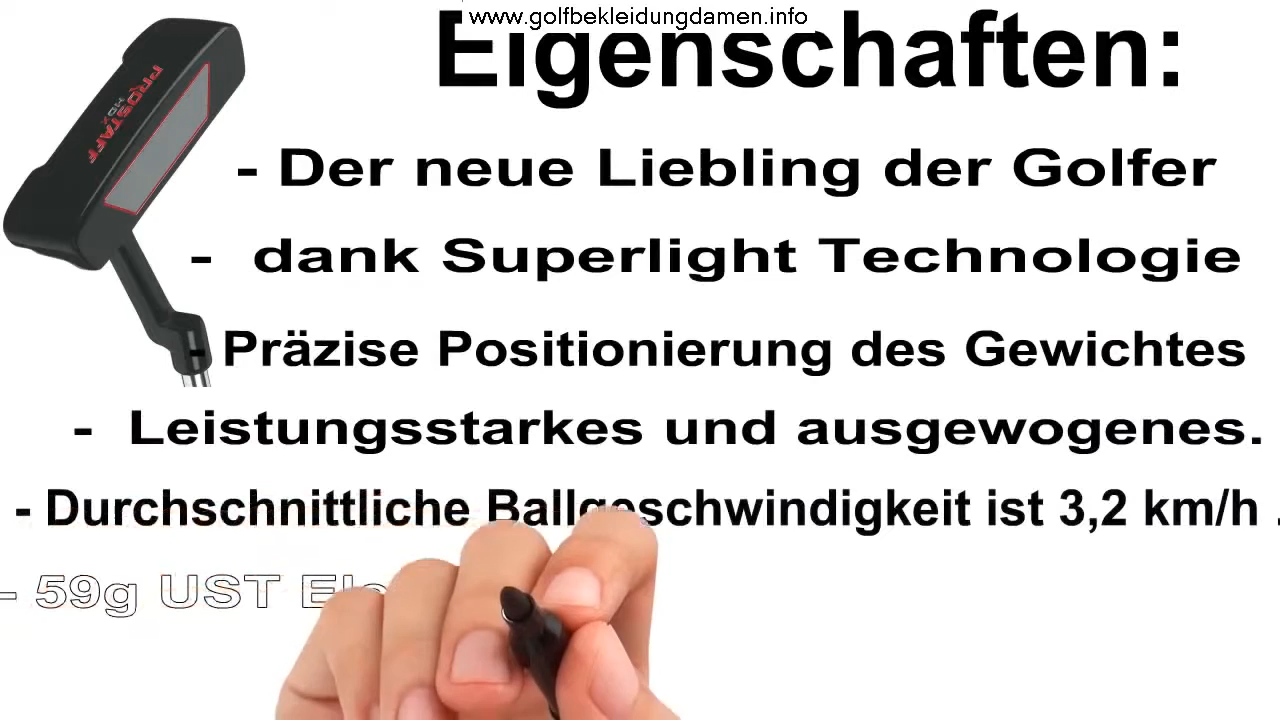 www.golfbekleidungdamen.info
Eigenschaften:
PROSTAFF
HDX
- Der neue Liebling der Golfer
- dank Superlight Technologie
- Präzise Positionierung des Gewichtes
- Leistungsstarkes und ausgewogenes.
- Durchschnittliche Ballgeschwindigkeit ist 3,2 km/h .
- 59g UST